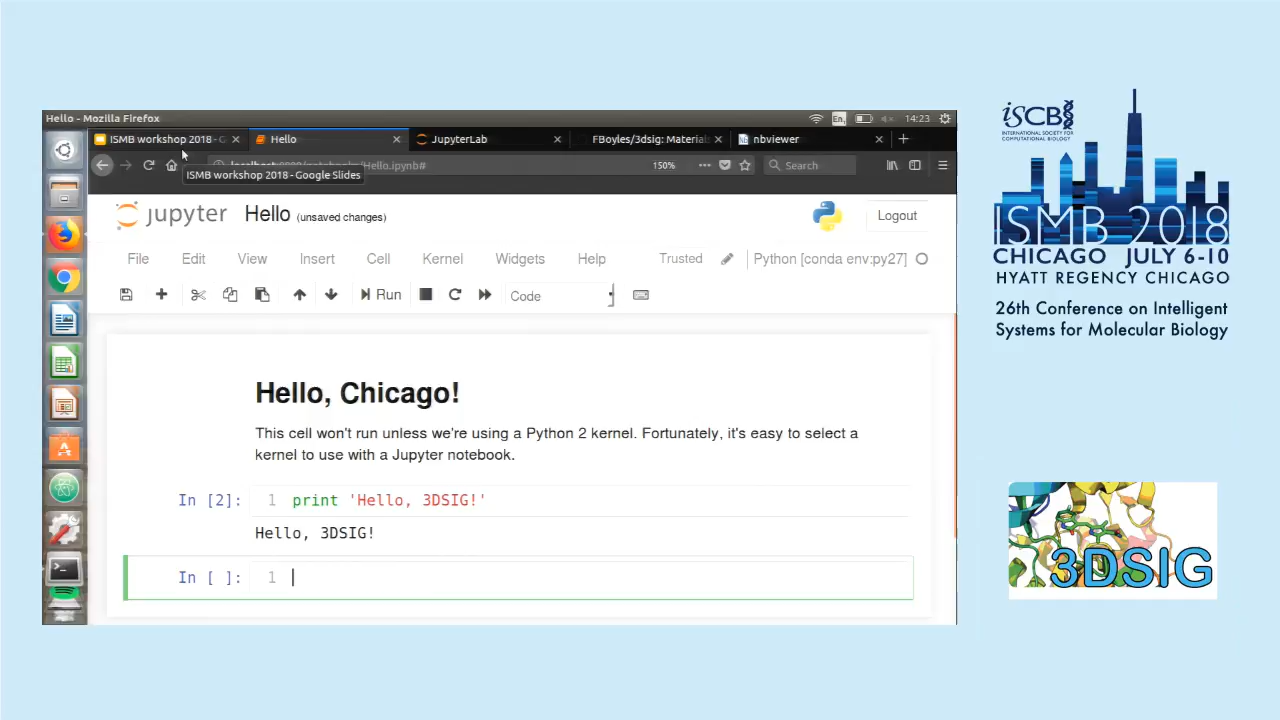 Hello - Mozilla Firefox
En
14:23
ISMB workshop 2018 - G
Hello
JupyterLab
FBoyles/3dsig: Material
nbviewer
Hello.ipynb#
150%
Search
ISMB workshop 2018 - Google Slides
jupyter Hello (unsaved changes)
Logout
File Edit View Insert Cell Kernel Widgets Help
Trusted
Python [conda env:py27]
Run
Code
Hello, Chicago!
This cell won't run unless we're using a Python 2 kernel. Fortunately, it's easy to select a
kernel to use with a Jupyter notebook.
In [2]: 1 print 'Hello, 3DSIG!'
Hello, 3DSIG!
In [ ]: 1
iSCB
INTERNATIONAL SOCIETY FOR
COMPUTATIONAL BIOLOGY
ISMB 2018
CHICAGO JULY 6-10
HYATT REGENCY CHICAGO
26th Conference on Intelligent
Systems for Molecular Biology
3DSIG